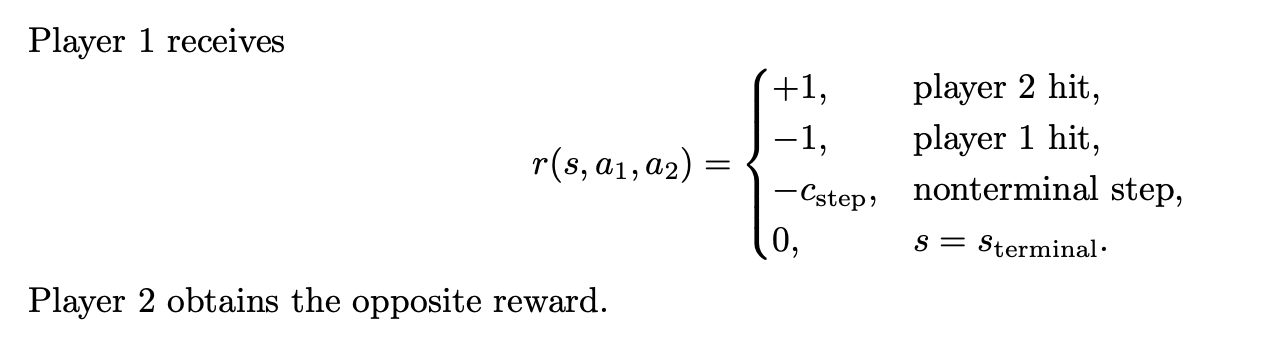 Player 1 receives
r(s, a₁, a₂) = { +1, player 2 hit,
−1, player 1 hit,
−c_step, nonterminal step,
0, s = s_terminal.
Player 2 obtains the opposite reward.